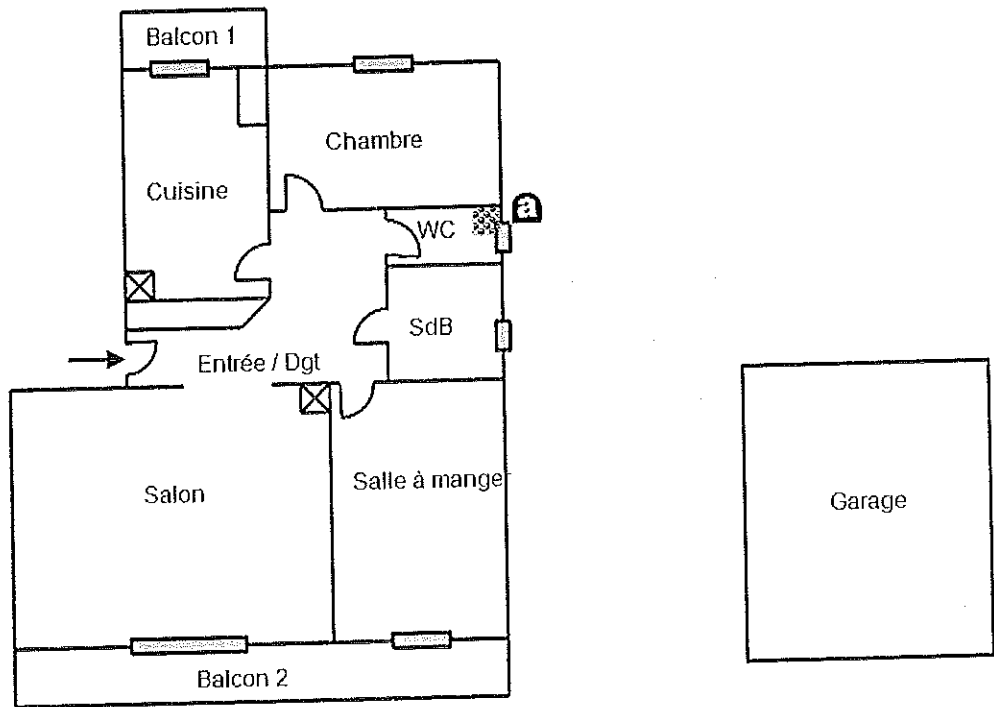 Balcon 1
Chambre
Cuisine
a
WC
SdB
Entrée / Dgt
Salon
Salle à mange
Garage
Balcon 2